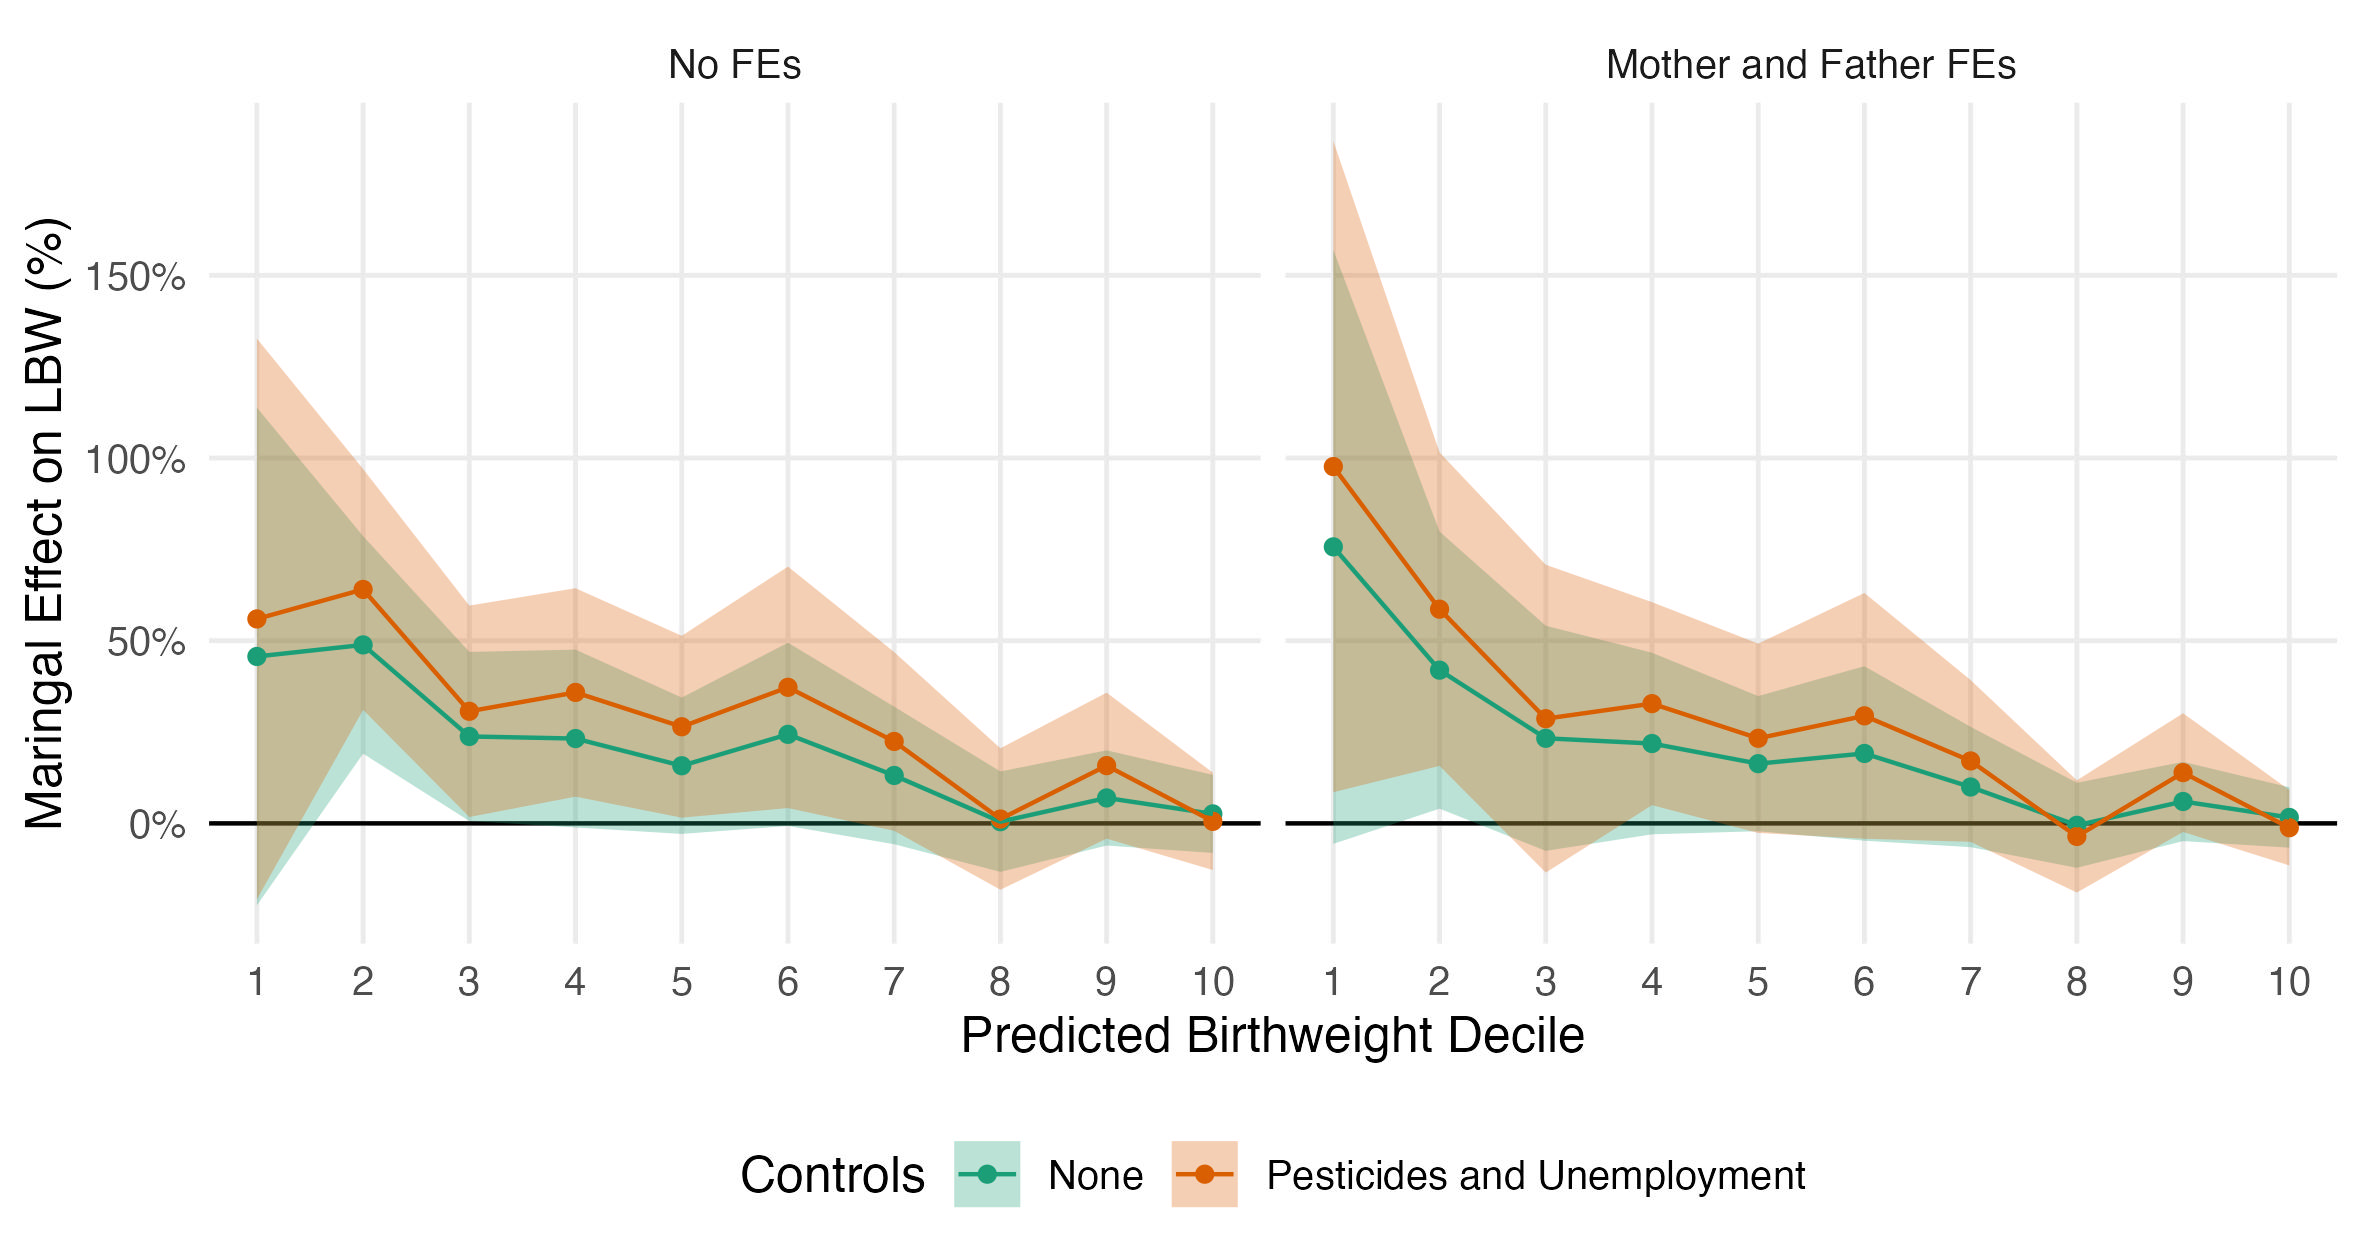 No FEs
Mother and Father FEs
Maringal Effect on LBW (%)
150%
100%
50%
0%
1 2 3 4 5 6 7 8 9 10
1 2 3 4 5 6 7 8 9 10
Predicted Birthweight Decile
Controls None Pesticides and Unemployment